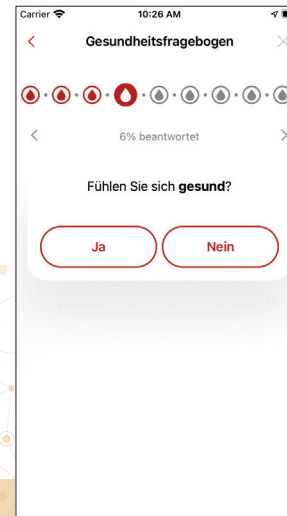 Carrier 10:26 AM
Gesundheitsfragebogen
6% beantwortet
Fühlen Sie sich gesund?
Ja Nein